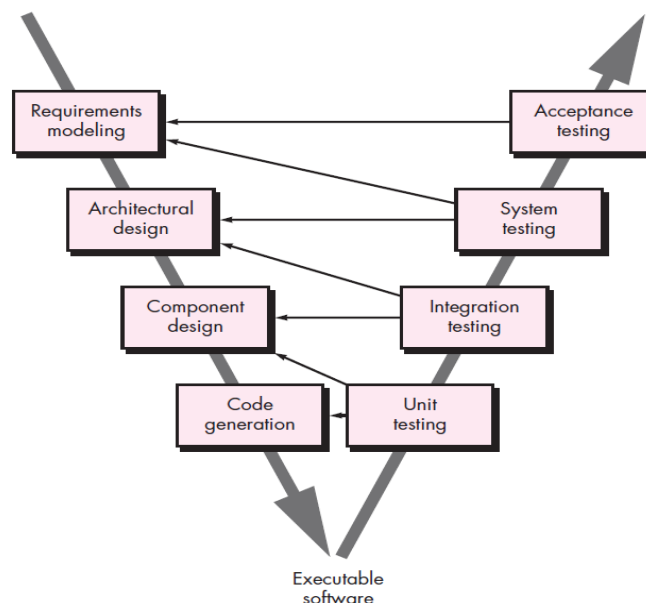 Requirements
modeling
Acceptance
testing
Architectural
design
System
testing
Component
design
Integration
testing
Code
generation
Unit
testing
Executable
software